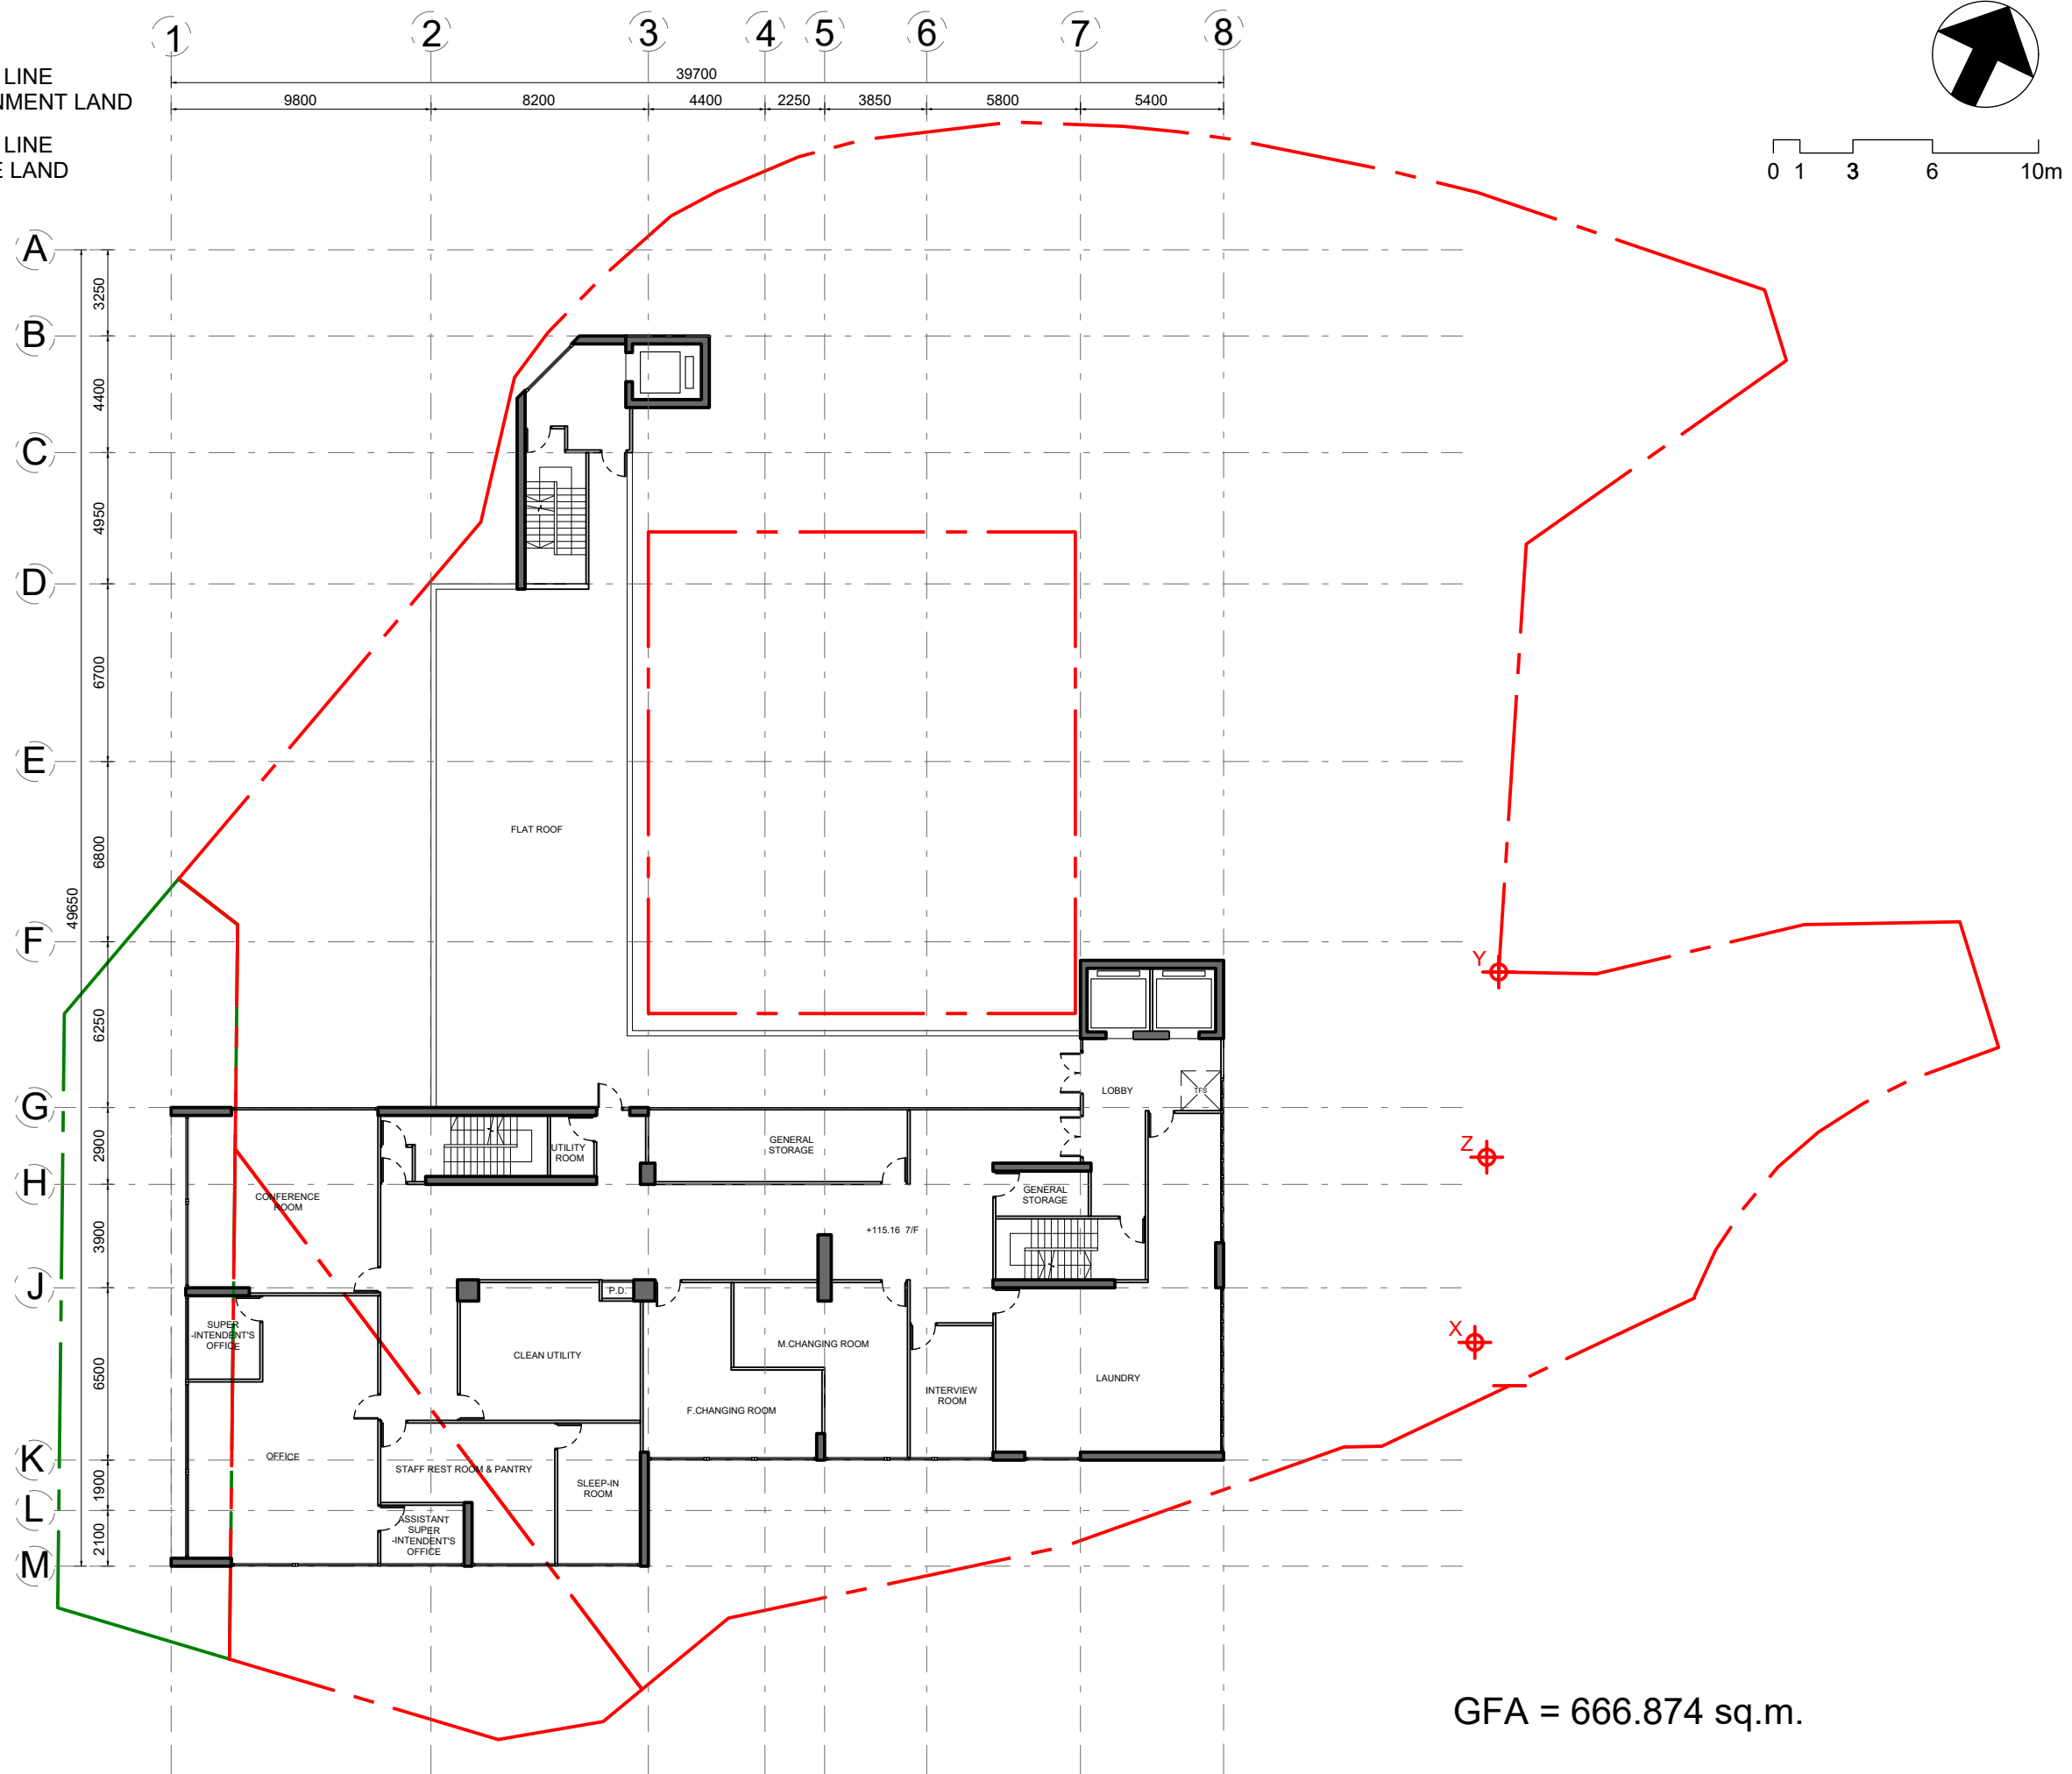 1 2 3 4 5 6 7 8
LINE
NMENT LAND
LINE
E LAND
39700
9800 8200 4400 2250 3850 5800 5400
0 1 3 6 10m
A
B
C
D
E
F
G
H
J
K
L
M
49650
3250
4400
4950
6700
6800
6250
2900
3900
6500
1900
2100
FLAT ROOF
Y
Z
X
LOBBY
TFS
UTILITY
ROOM
GENERAL
STORAGE
CONFERENCE
ROOM
GENERAL
STORAGE
+115.16 7/F
P.D.
SUPER
-INTENDENT'S
OFFICE
CLEAN UTILITY
M.CHANGING ROOM
LAUNDRY
INTERVIEW
ROOM
F.CHANGING ROOM
OFFICE
STAFF REST ROOM & PANTRY
SLEEP-IN
ROOM
ASSISTANT
SUPER
-INTENDENT'S
OFFICE
GFA = 666.874 sq.m.